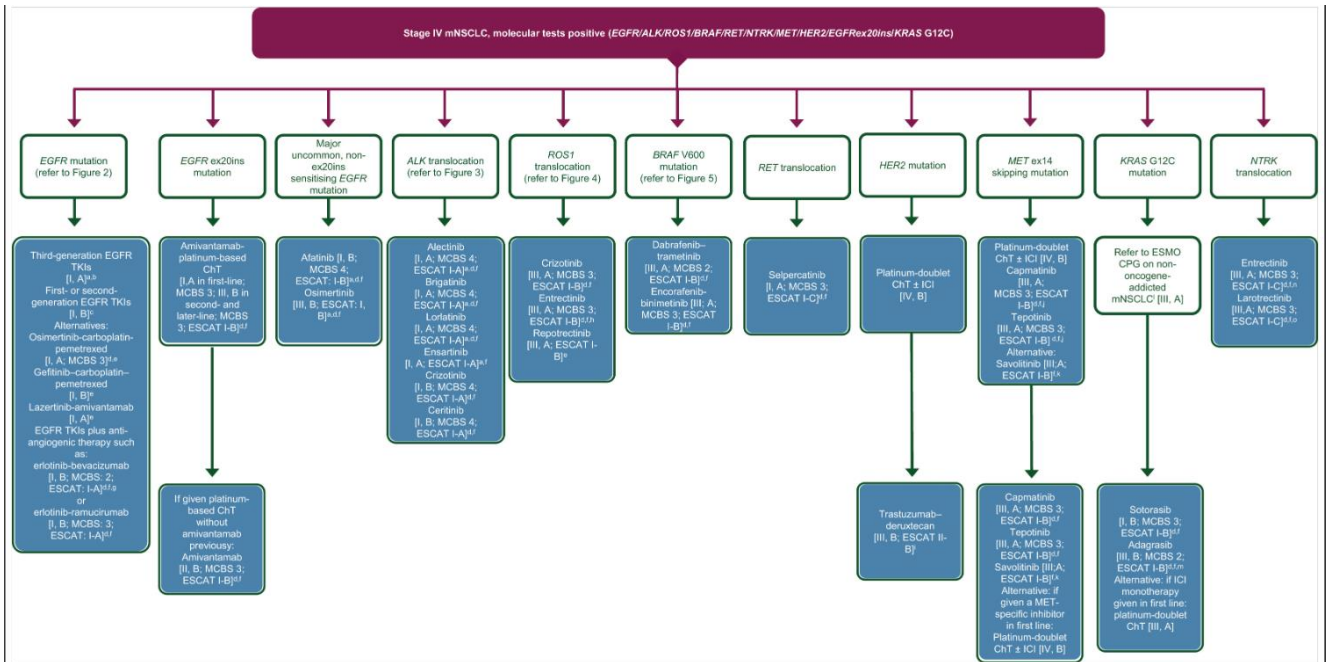 Stage IV mNSCLC, molecular tests positive (EGFR/ALK/ROS1/BRAF/RET/NTRK/MET/HER2/EGFRex20ins/KRAS G12C)
EGFR mutation
(refer to Figure 2)
Third-generation EGFR
TKIs
[I, A]a,b
First- or second-
generation EGFR TKIs
[I, B]c
Alternatives:
Osimertinib-carboplatin-
pemetrexed
[I, A; MCBS 3]d,e
Gefitinib–carboplatin–
pemetrexed
[I, B]e
Lazertinib-amivantamab
[I, A]e
EGFR TKIs plus anti-
angiogenic therapy such
as:
erlotinib-bevacizumab
[I, B; MCBS: 2;
ESCAT: I-A]d,f,g
or
erlotinib-ramucirumab
[I, B; MCBS: 3;
ESCAT: I-A]d,f
EGFR ex20ins
mutation
Amivantamab-
platinum-based
ChT
[I,A in first-line;
MCBS 3; III, B in
second- and
later-line; MCBS
3; ESCAT I-B]d,f
If given platinum-
based ChT
without
amivantamab
previousy:
Amivantamab
[II, B; MCBS 3;
ESCAT I-B]d,f
Major
uncommon, non-
ex20ins
sensitising EGFR
mutation
Afatinib [I, B;
MCBS 4;
ESCAT: I-B]a,d,f
Osimertinib
[III, B; ESCAT: I,
B]a,d,f
ALK translocation
(refer to Figure 3)
Alectinib
[I, A; MCBS 4;
ESCAT I-A]a,d,f
Brigatinib
[I, A; MCBS 4;
ESCAT I-A]a,d,f
Lorlatinib
[I, A; MCBS 4;
ESCAT I-A]a,d,f
Ensartinib
[I, A; ESCAT I-A]a,f
Crizotinib
[I, B; MCBS 4;
ESCAT I-A]d,f
Ceritinib
[I, B; MCBS 4;
ESCAT I-A]d,f
ROS1
translocation
(refer to Figure 4)
Crizotinib
[III, A; MCBS 3;
ESCAT I-B]d,f
Entrectinib
[III, A; MCBS 3;
ESCAT I-B]d,f,h
Repotrectinib
[III, A; ESCAT I-
B]e
BRAF V600
mutation
(refer to Figure 5)
Dabrafenib–
trametinib
[III, A; MCBS 2;
ESCAT I-B]d,f
Encorafenib-
binimetinib [III; A;
MCBS 3; ESCAT
I-B]d,f
RET translocation
Selpercatinib
[I, A; MCBS 3;
ESCAT I-C]d,f
HER2 mutation
Platinum-doublet
ChT ± ICI
[IV, B]
Trastuzumab–
deruxtecan
[III, B; ESCAT II-
B]i
MET ex14
skipping mutation
Platinum-doublet
ChT ± ICI [IV, B]
Capmatinib
[III, A;
MCBS 3; ESCAT
I-B]d,f,j
Tepotinib
[III, A; MCBS 3;
ESCAT I-B]d,f,j
Alternative:
Savolitinib [III;A;
ESCAT I-B]f,k
Capmatinib
[III, A; MCBS 3;
ESCAT I-B]d,f
Tepotinib
[III, A; MCBS 3;
ESCAT I-B]d,f
Savolitinib [III;A;
ESCAT I-B]f,k
Alternative: if
given a MET-
specific inhibitor
in first line:
Platinum-doublet
ChT ± ICI [IV, B]
KRAS G12C
mutation
Refer to ESMO
CPG on non-
oncogene-
addicted
mNSCLCl [III, A]
Sotorasib
[I, B; MCBS 3;
ESCAT I-B]d,f
Adagrasib
[III, B; MCBS 2;
ESCAT I-B]d,f,m
Alternative: if ICI
monotherapy
given in first line:
platinum-doublet
ChT [III, A]
NTRK
translocation
Entrectinib
[III, A; MCBS 3;
ESCAT I-C]d,f,n
Larotrectinib
[III,A; MCBS 3;
ESCAT I-C]d,f,o